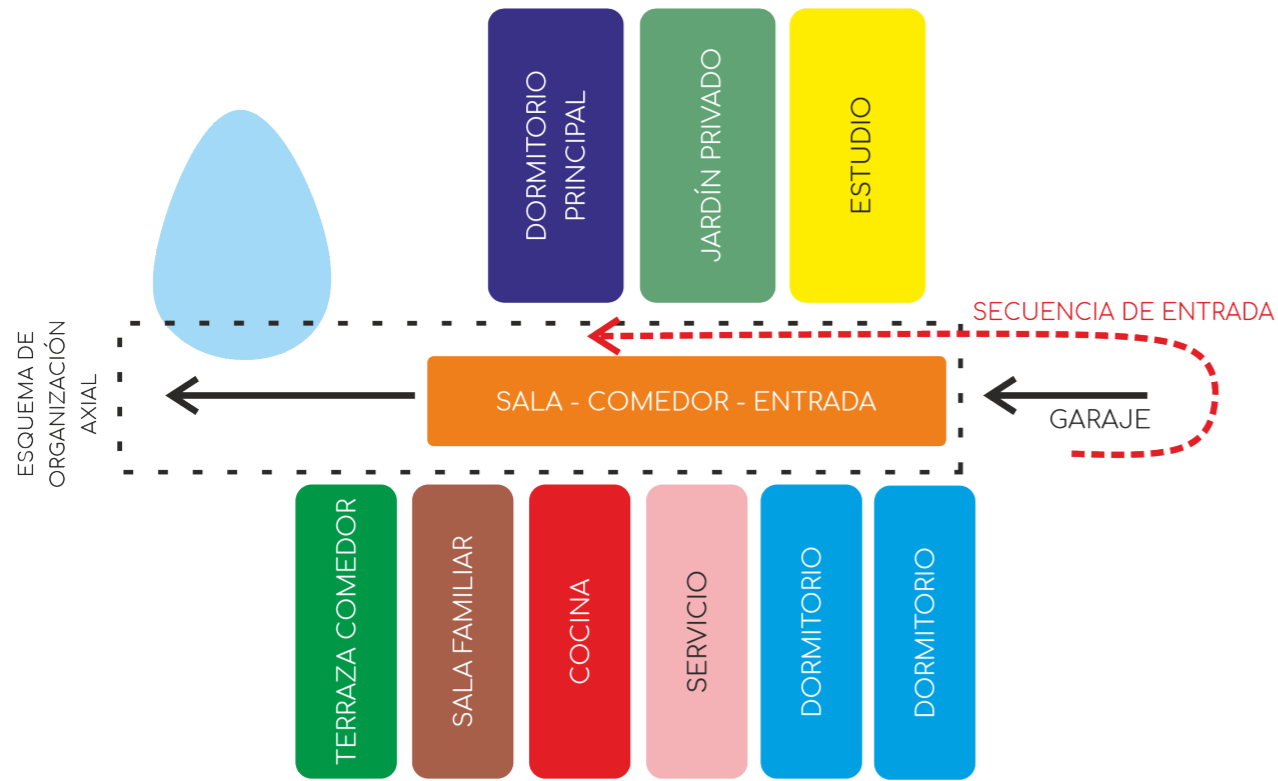 DORMITORIO
PRINCIPAL
JARDÍN PRIVADO
ESTUDIO
SECUENCIA DE ENTRADA
ESQUEMA DE
ORGANIZACIÓN
AXIAL
SALA - COMEDOR - ENTRADA
GARAJE
TERRAZA COMEDOR
SALA FAMILIAR
COCINA
SERVICIO
DORMITORIO
DORMITORIO